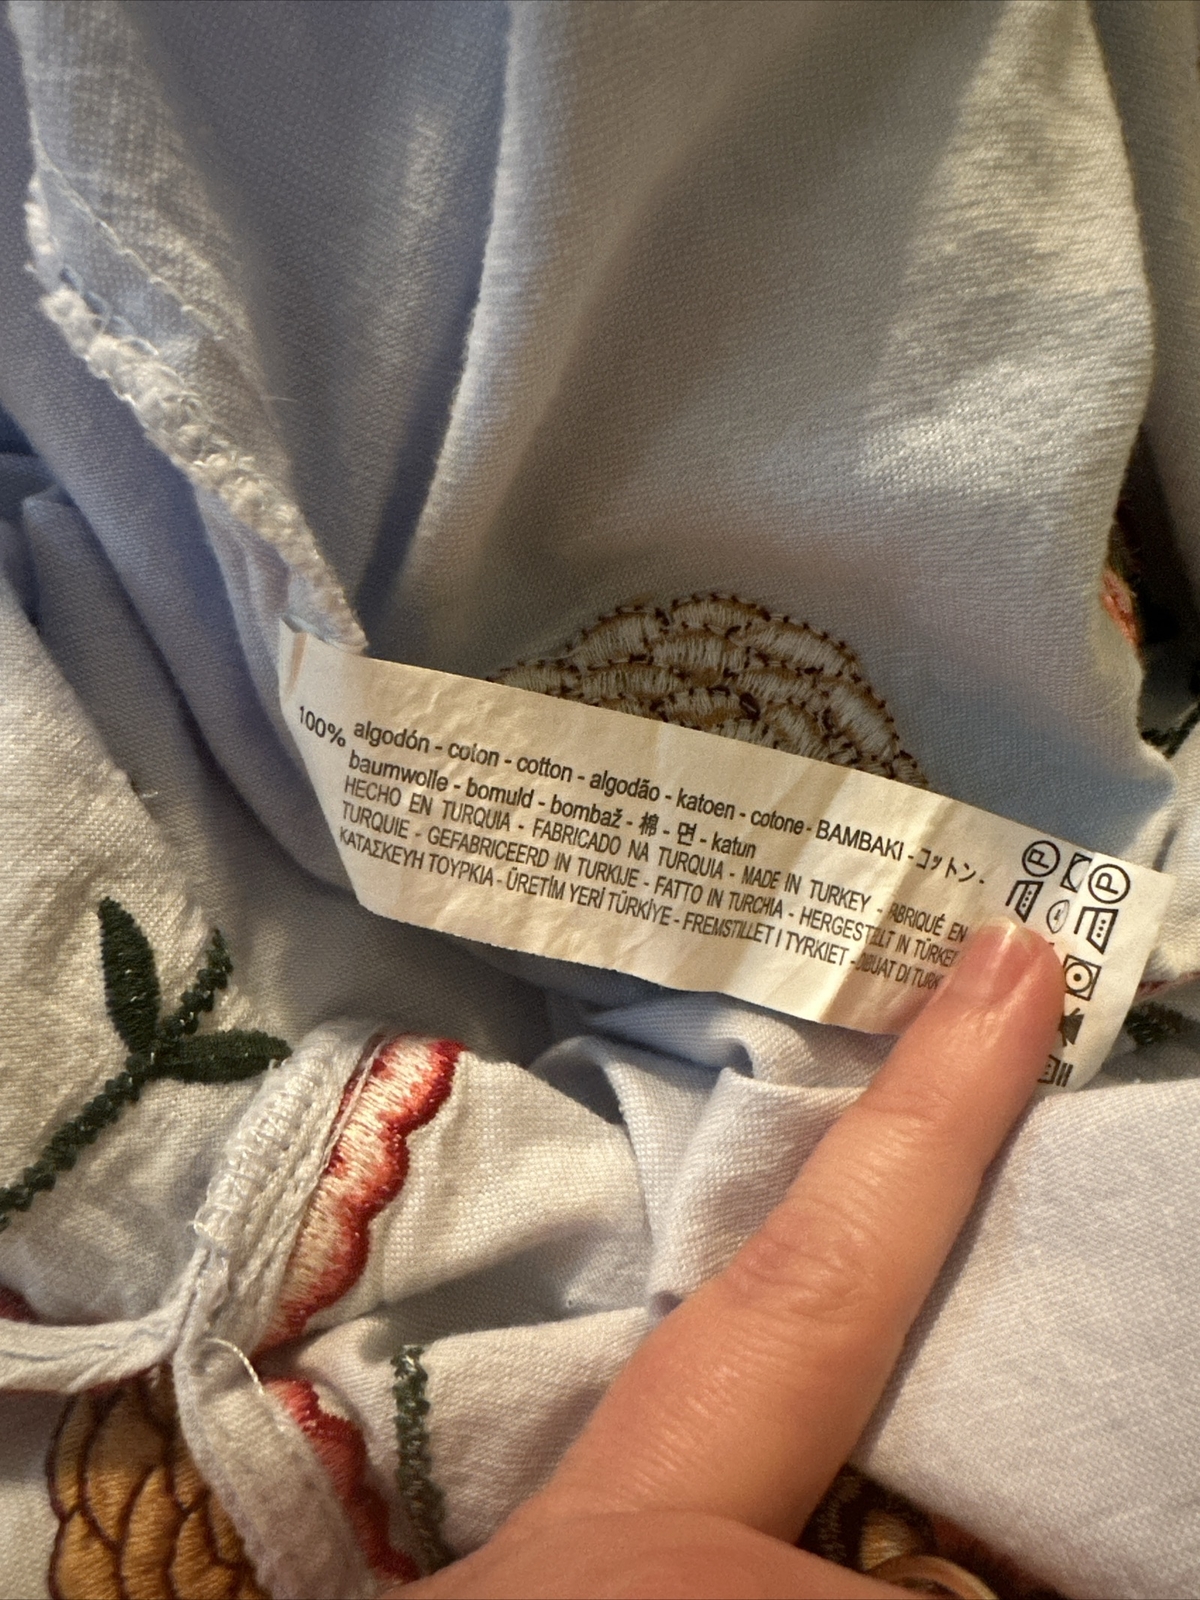 100% algodón - coton - cotton - algodão - katoen - cotone - BAMBAKI - コットン -
baumwolle - bomuld - bombaž - 棉 - 면 - katun
HECHO EN TURQUIA - FABRICADO NA TURQUIA - MADE IN TURKEY - FABRIQUÉ EN
TURQUIE - GEFABRICEERD IN TURKIJE - FATTO IN TURCHIA - HERGESTELLT IN
ΚΑΤΑΣΚΕΥΗ ΤΟΥΡΚΙΑ - ÜRETİM YERİ TÜRKİYE - FREMSTILLET I TYRKIET - DIBUAT DI
P
P